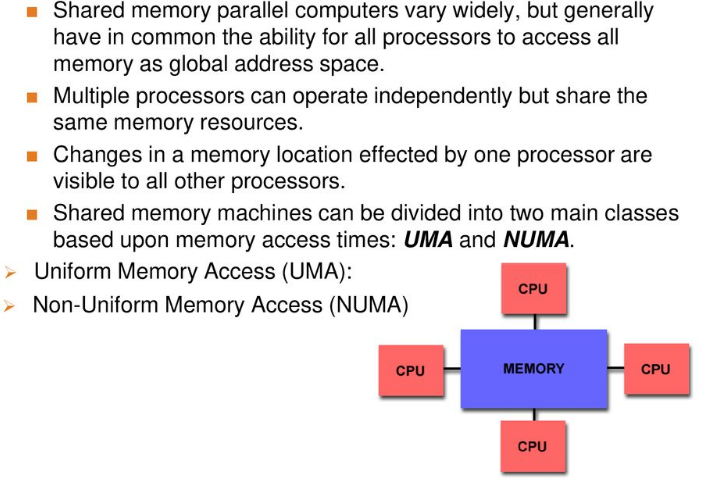 ■ Shared memory parallel computers vary widely, but generally
have in common the ability for all processors to access all
memory as global address space.
■ Multiple processors can operate independently but share the
same memory resources.
■ Changes in a memory location effected by one processor are
visible to all other processors.
■ Shared memory machines can be divided into two main classes
based upon memory access times: UMA and NUMA.
➢ Uniform Memory Access (UMA):
➢ Non-Uniform Memory Access (NUMA)
CPU
CPU
MEMORY
CPU
CPU